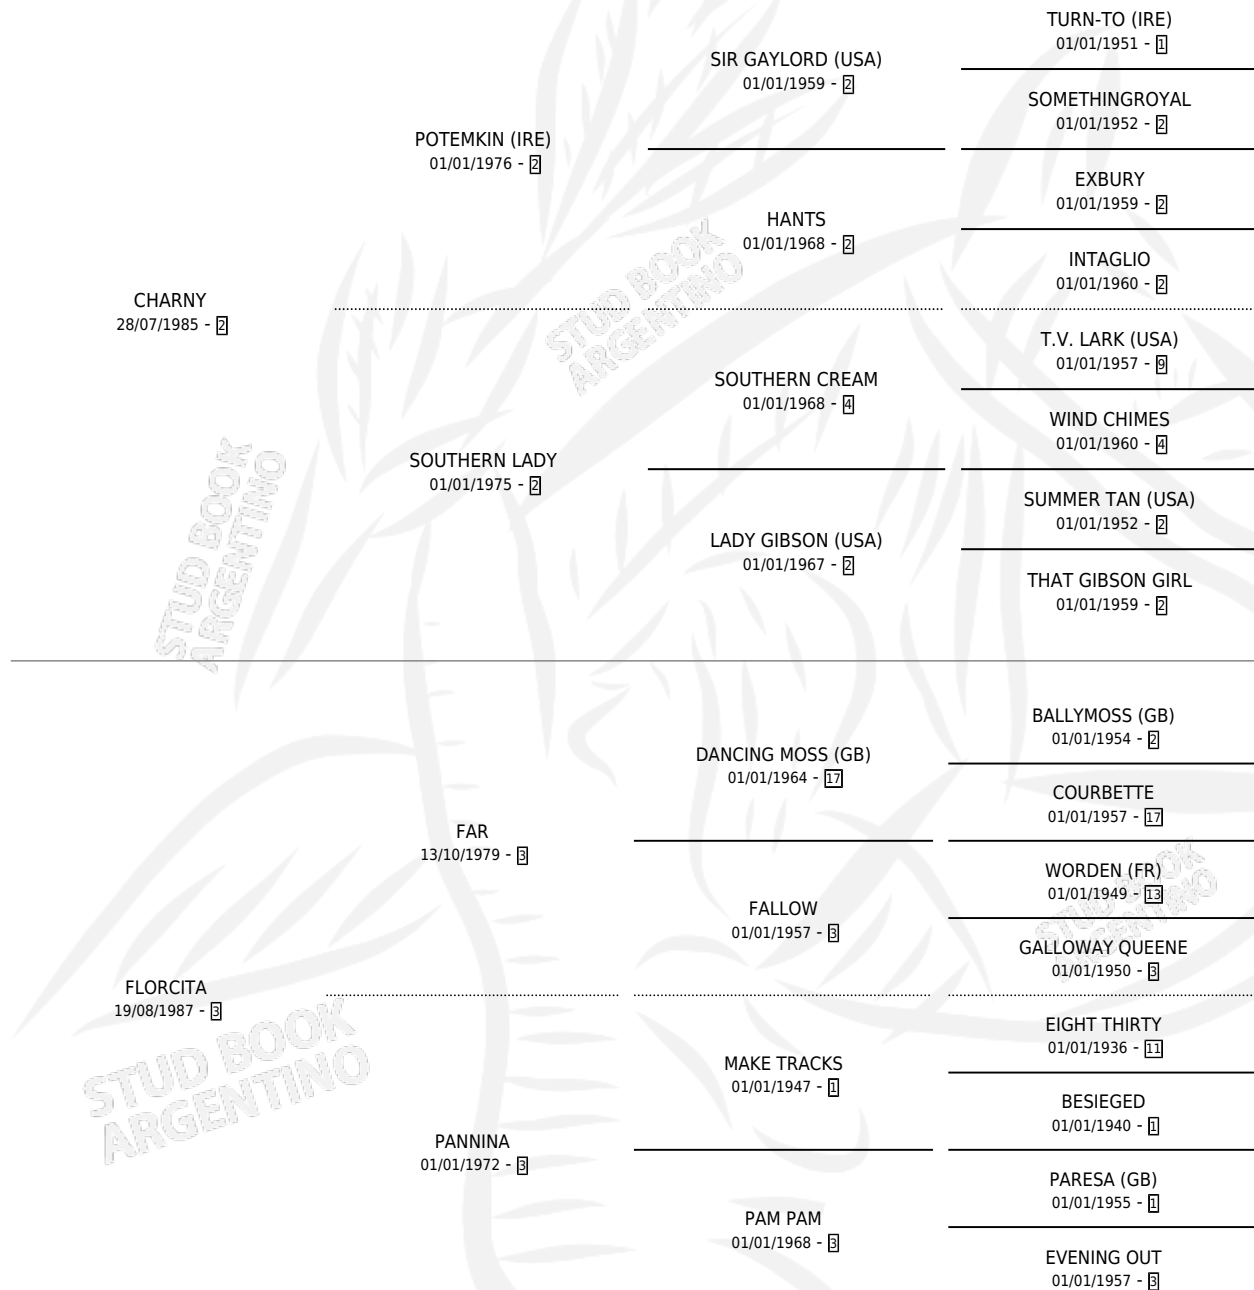 TURN-TO (IRE)
01/01/1951 - 1
SIR GAYLORD (USA)
01/01/1959 - 2
SOMETHINGROYAL
01/01/1952 - 2
POTEMKIN (IRE)
01/01/1976 - 2
EXBURY
01/01/1959 - 2
HANTS
01/01/1968 - 2
INTAGLIO
01/01/1960 - 2
CHARNY
28/07/1985 - 2
T.V. LARK (USA)
01/01/1957 - 9
SOUTHERN CREAM
01/01/1968 - 4
WIND CHIMES
01/01/1960 - 4
SOUTHERN LADY
01/01/1975 - 2
SUMMER TAN (USA)
01/01/1952 - 2
LADY GIBSON (USA)
01/01/1967 - 2
THAT GIBSON GIRL
01/01/1959 - 2
BALLYMOSS (GB)
01/01/1954 - 2
DANCING MOSS (GB)
01/01/1964 - 17
COURBETTE
01/01/1957 - 17
FAR
13/10/1979 - 3
WORDEN (FR)
01/01/1949 - 13
FALLOW
01/01/1957 - 3
GALLOWAY QUEENE
01/01/1950 - 3
FLORCITA
19/08/1987 - 3
EIGHT THIRTY
01/01/1936 - 11
MAKE TRACKS
01/01/1947 - 1
BESIEGED
01/01/1940 - 1
PANNINA
01/01/1972 - 3
PARESA (GB)
01/01/1955 - 1
PAM PAM
01/01/1968 - 3
EVENING OUT
01/01/1957 - 3
STUD BOOK
ARGENTINO
STUD BOOK
ARGENTINO
STUD BOOK
ARGENTINO
STUD BOOK
ARGENTINO